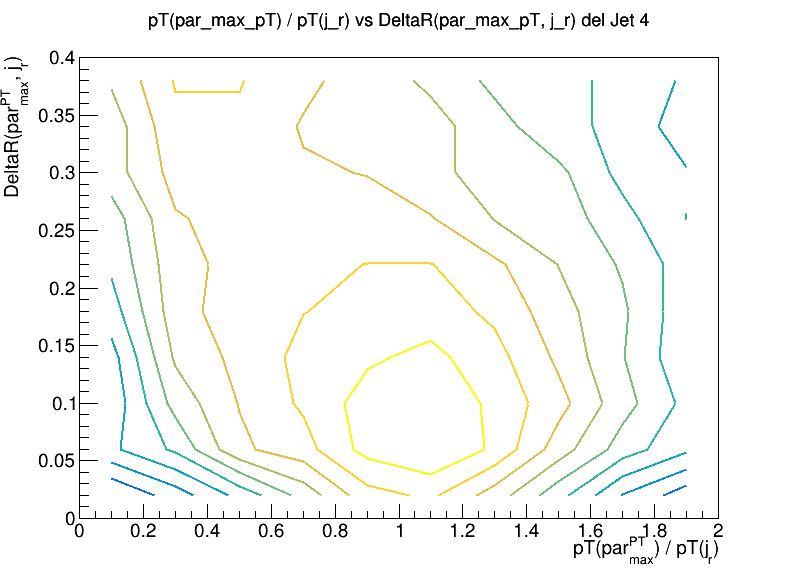 pT(par_max_pT) / pT(j_r) vs DeltaR(par_max_pT, j_r) del Jet 4
DeltaR(par^PT_max, j_r)
0.4
0.35
0.3
0.25
0.2
0.15
0.1
0.05
0
0 0.2 0.4 0.6 0.8 1 1.2 1.4 1.6 1.8 2
pT(par^PT_max) / pT(j_r)